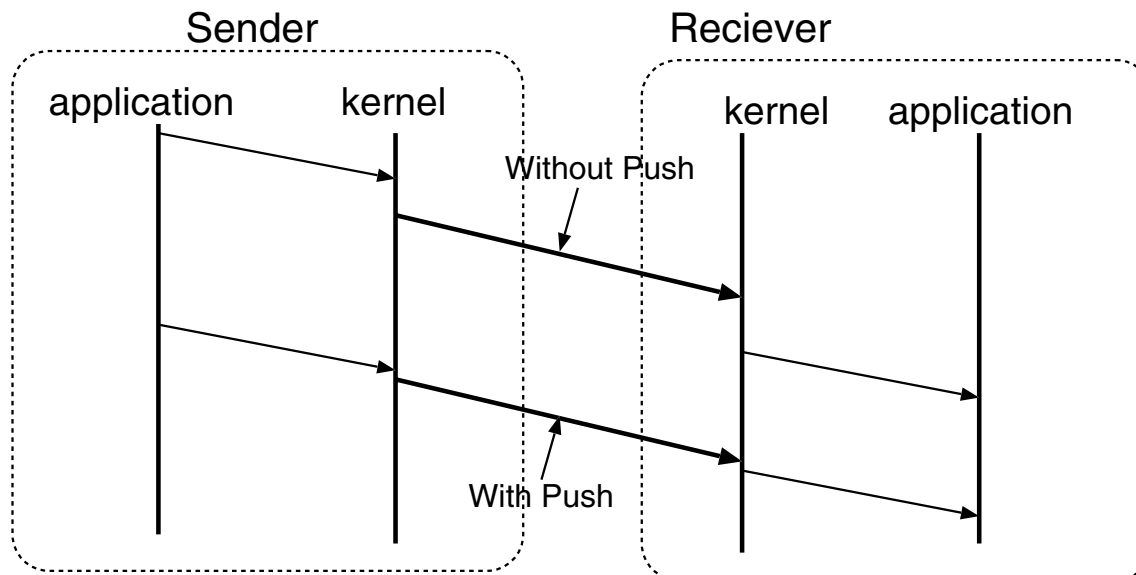 Sender
Reciever
application
kernel
kernel
application
Without Push
With Push